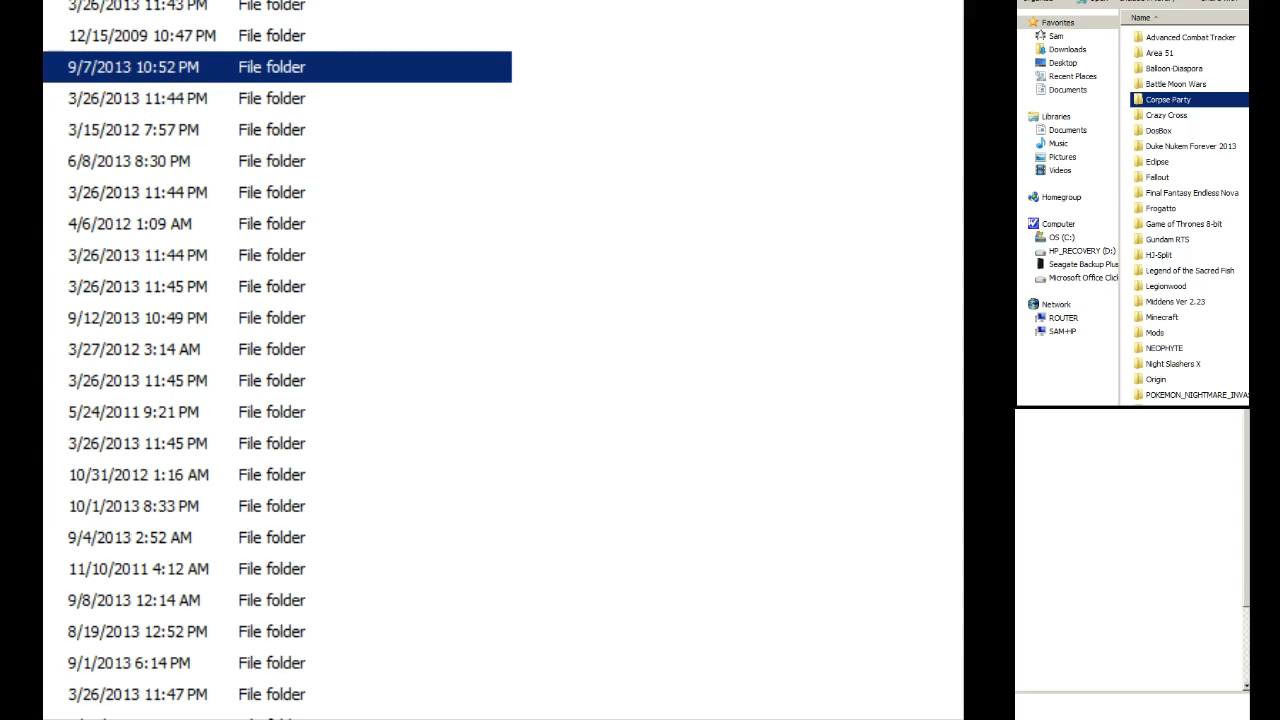 3/26/2013 11:43 PM File folder
12/15/2009 10:47 PM File folder
9/7/2013 10:52 PM File folder
3/26/2013 11:44 PM File folder
3/15/2012 7:57 PM File folder
6/8/2013 8:30 PM File folder
3/26/2013 11:44 PM File folder
4/6/2012 1:09 AM File folder
3/26/2013 11:44 PM File folder
3/26/2013 11:45 PM File folder
9/12/2013 10:49 PM File folder
3/27/2012 3:14 AM File folder
3/26/2013 11:45 PM File folder
5/24/2011 9:21 PM File folder
3/26/2013 11:45 PM File folder
10/31/2012 1:16 AM File folder
10/1/2013 8:33 PM File folder
9/4/2013 2:52 AM File folder
11/10/2011 4:12 AM File folder
9/8/2013 12:14 AM File folder
8/19/2013 12:52 PM File folder
9/1/2013 6:14 PM File folder
3/26/2013 11:47 PM File folder
Favorites
Sam
Downloads
Desktop
Recent Places
Documents
Libraries
Documents
Music
Pictures
Videos
Homegroup
Computer
OS (C:)
HP_RECOVERY (D:)
Seagate Backup Plus
Microsoft Office Click
Network
ROUTER
SAM-HP
Name
Advanced Combat Tracker
Area 51
Balloon-Diaspora
Battle Moon Wars
Corpse Party
Crazy Cross
DosBox
Duke Nukem Forever 2013
Eclipse
Fallout
Final Fantasy Endless Nova
Frogatto
Game of Thrones 8-bit
Gundam RTS
HJ-Split
Legend of the Sacred Fish
Legionwood
Middens Ver 2.23
Minecraft
Mods
NEOPHYTE
Night Slashers X
Origin
POKEMON_NIGHTMARE_INVA